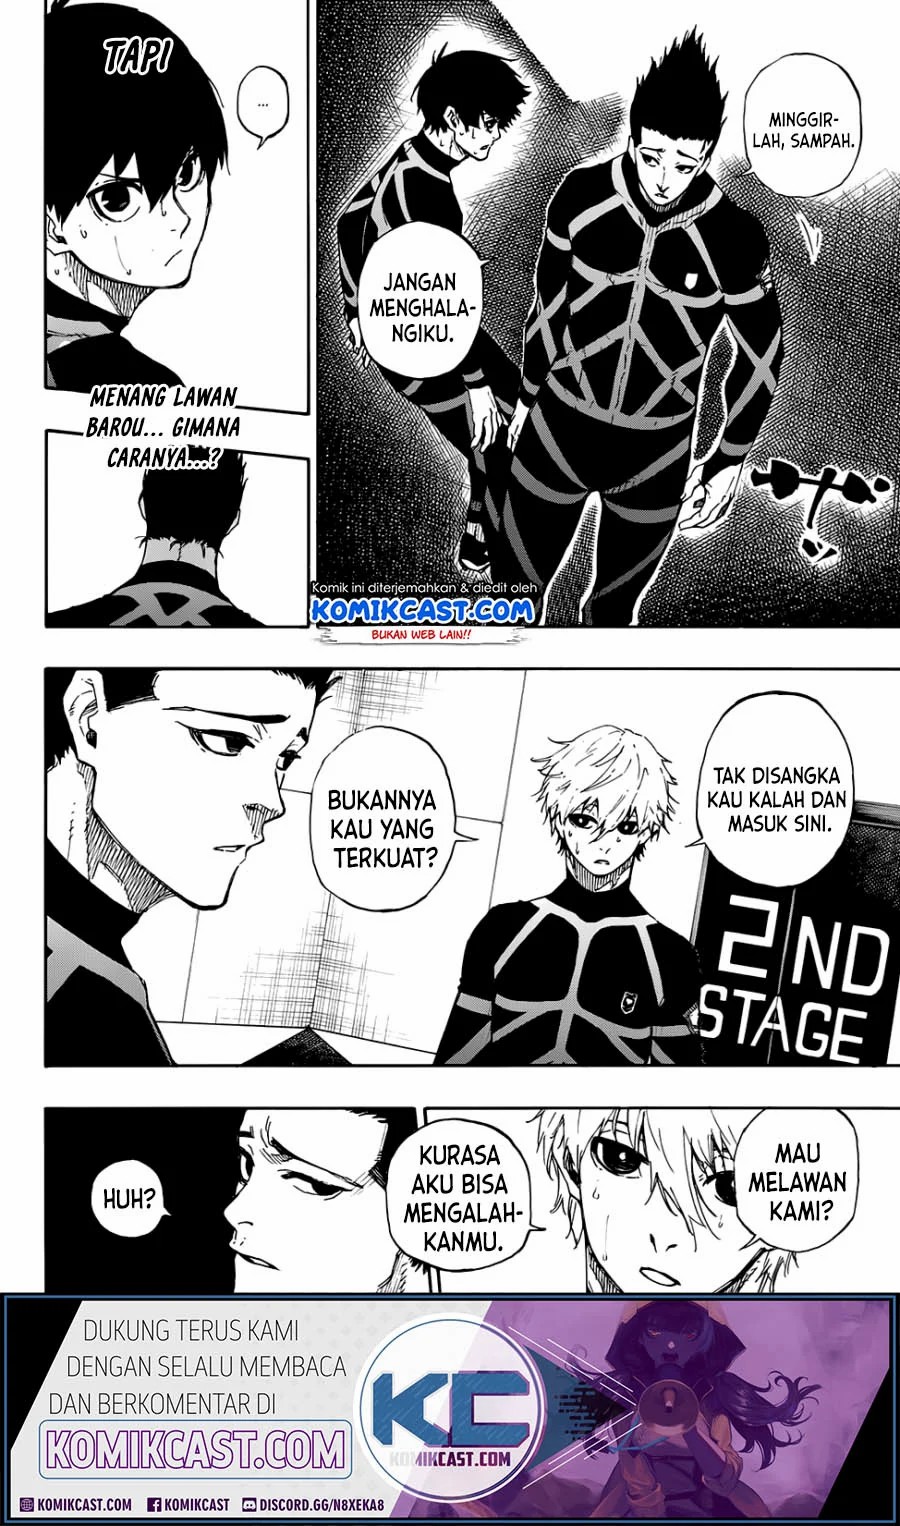 TAPI
...
MINGGIR-
LAH, SAMPAH.
JANGAN
MENGHALA-
NGIKU.
MENANG LAWAN
BAROU... GIMANA
CARANYA...?
Komik ini diterjemahkan & diedit oleh
KOMIKCAST.COM
BUKAN WEB LAIN!!
TAK DISANGKA
KAU KALAH DAN
MASUK SINI.
BUKANNYA
KAU YANG
TERKUAT?
2ND
STAGE
MAU
MELAWAN
KAMI?
KURASA
AKU BISA
MENGALAH-
KANMU.
HUH?
DUKUNG TERUS KAMI
DENGAN SELALU MEMBACA
DAN BERKOMENTAR DI
KOMIKCAST.COM
KC
KOMIKCAST.COM
KOMIKCAST.COM
KOMIKCAST
DISCORD.GG/N8XEKA8